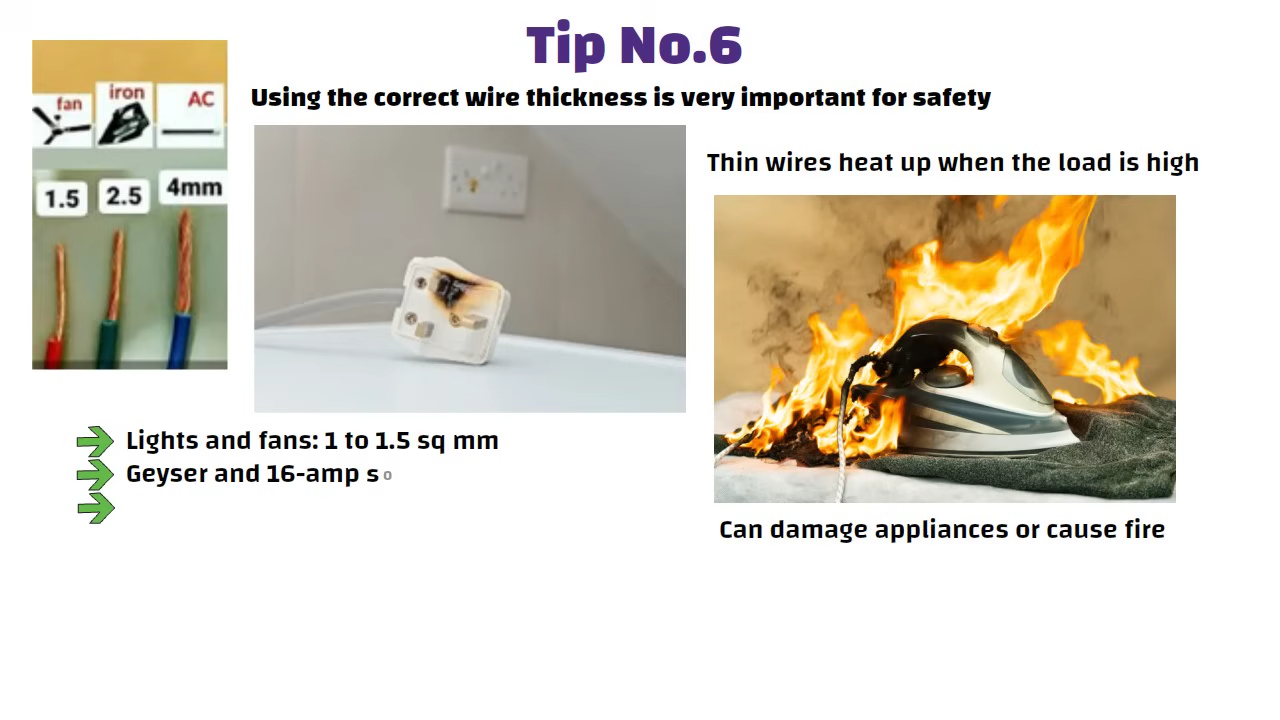 Tip No.6
Using the correct wire thickness is very important for safety
fan
iron
AC
1.5
2.5
4mm
Thin wires heat up when the load is high
Can damage appliances or cause fire
Lights and fans: 1 to 1.5 sq mm
Geyser and 16-amp so